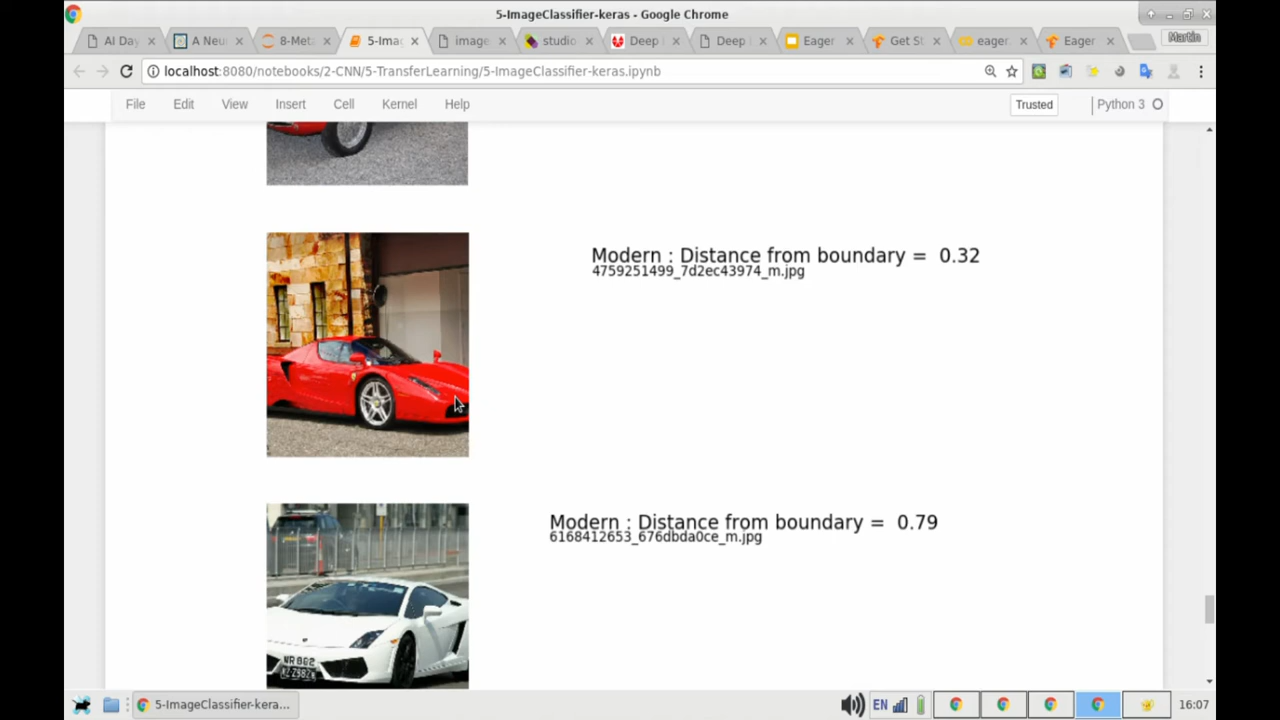 5-ImageClassifier-keras - Google Chrome
AI Day
A Neu
8-Met
5-Imag
image
studio
Deep
Deep
Eager
Get St
eager
Eager
Martin
localhost:8080/notebooks/2-CNN/5-TransferLearning/5-ImageClassifier-keras.ipynb
File Edit View Insert Cell Kernel Help
Trusted
Python 3
Modern : Distance from boundary = 0.32
4759251499_7d2ec43974_m.jpg
Modern : Distance from boundary = 0.79
6168412653_676dbda0ce_m.jpg
5-ImageClassifier-kera...
EN
16:07